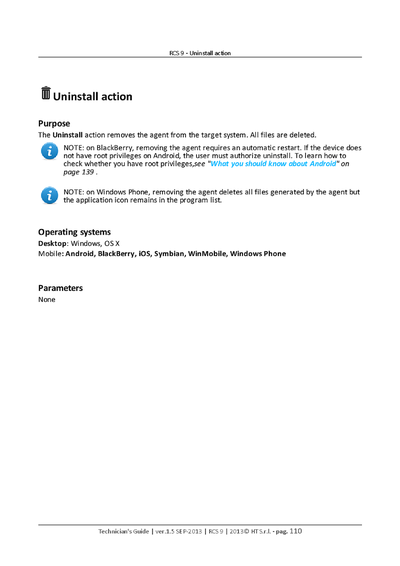 RCS 9 - Uninstall action
Uninstall action
Purpose
The Uninstall action removes the agent from the target system. All files are deleted.
NOTE: on BlackBerry, removing the agent requires an automatic restart. If the device does
not have root privileges on Android, the user must authorize uninstall. To learn how to
check whether you have root privileges,see "What you should know about Android" on
page 139 .
NOTE: on Windows Phone, removing the agent deletes all files generated by the agent but
the application icon remains in the program list.
Operating systems
Desktop: Windows, OS X
Mobile: Android, BlackBerry, iOS, Symbian, WinMobile, Windows Phone
Parameters
None
Technician's Guide | ver.1.5 SEP-2013 | RCS 9 | 2013© HT S.r.l. - pag. 110